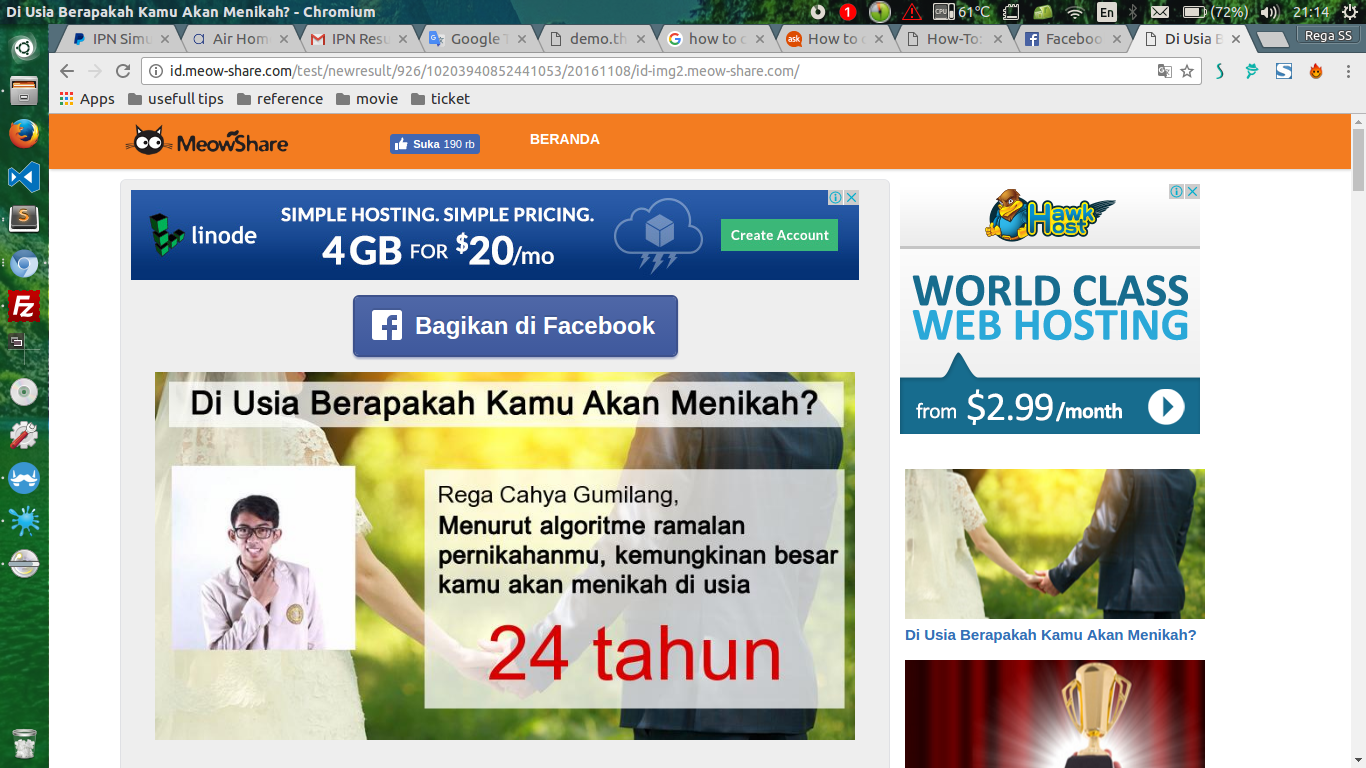 Di Usia Berapakah Kamu Akan Menikah? - Chromium
1
CPU
61°C
En
(72%)
21:14
IPN Simu
Air Hom
IPN Resu
Google T
demo.th
how to c
How to c
How-To:
Faceboo
Di Usia B
Rega SS
id.meow-share.com/test/newresult/926/10203940852441053/20161108/id-img2.meow-share.com/
Apps
usefull tips
reference
movie
ticket
MeowShare
Suka 190 rb
BERANDA
linode
SIMPLE HOSTING. SIMPLE PRICING.
4GB FOR $20/mo
Create Account
Hawk Host
WORLD CLASS
WEB HOSTING
from $2.99/month
Bagikan di Facebook
Di Usia Berapakah Kamu Akan Menikah?
Rega Cahya Gumilang,
Menurut algoritme ramalan
pernikahanmu, kemungkinan besar
kamu akan menikah di usia
24 tahun
Di Usia Berapakah Kamu Akan Menikah?